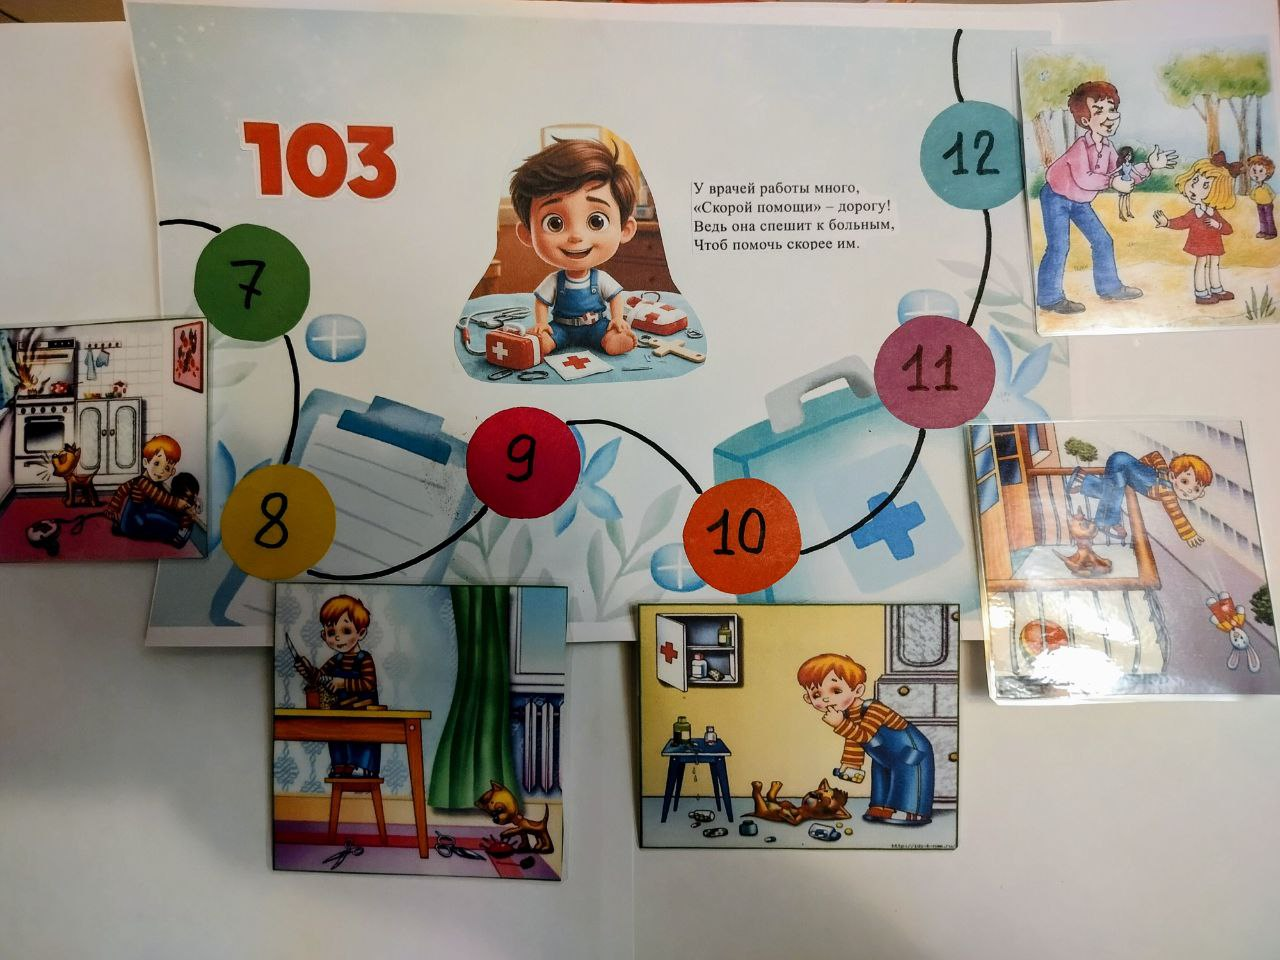 103
У врачей работы много,
«Скорой помощи» – дорогу!
Ведь она спешит к больным,
Чтоб помочь скорее им.
7
8
9
10
11
12